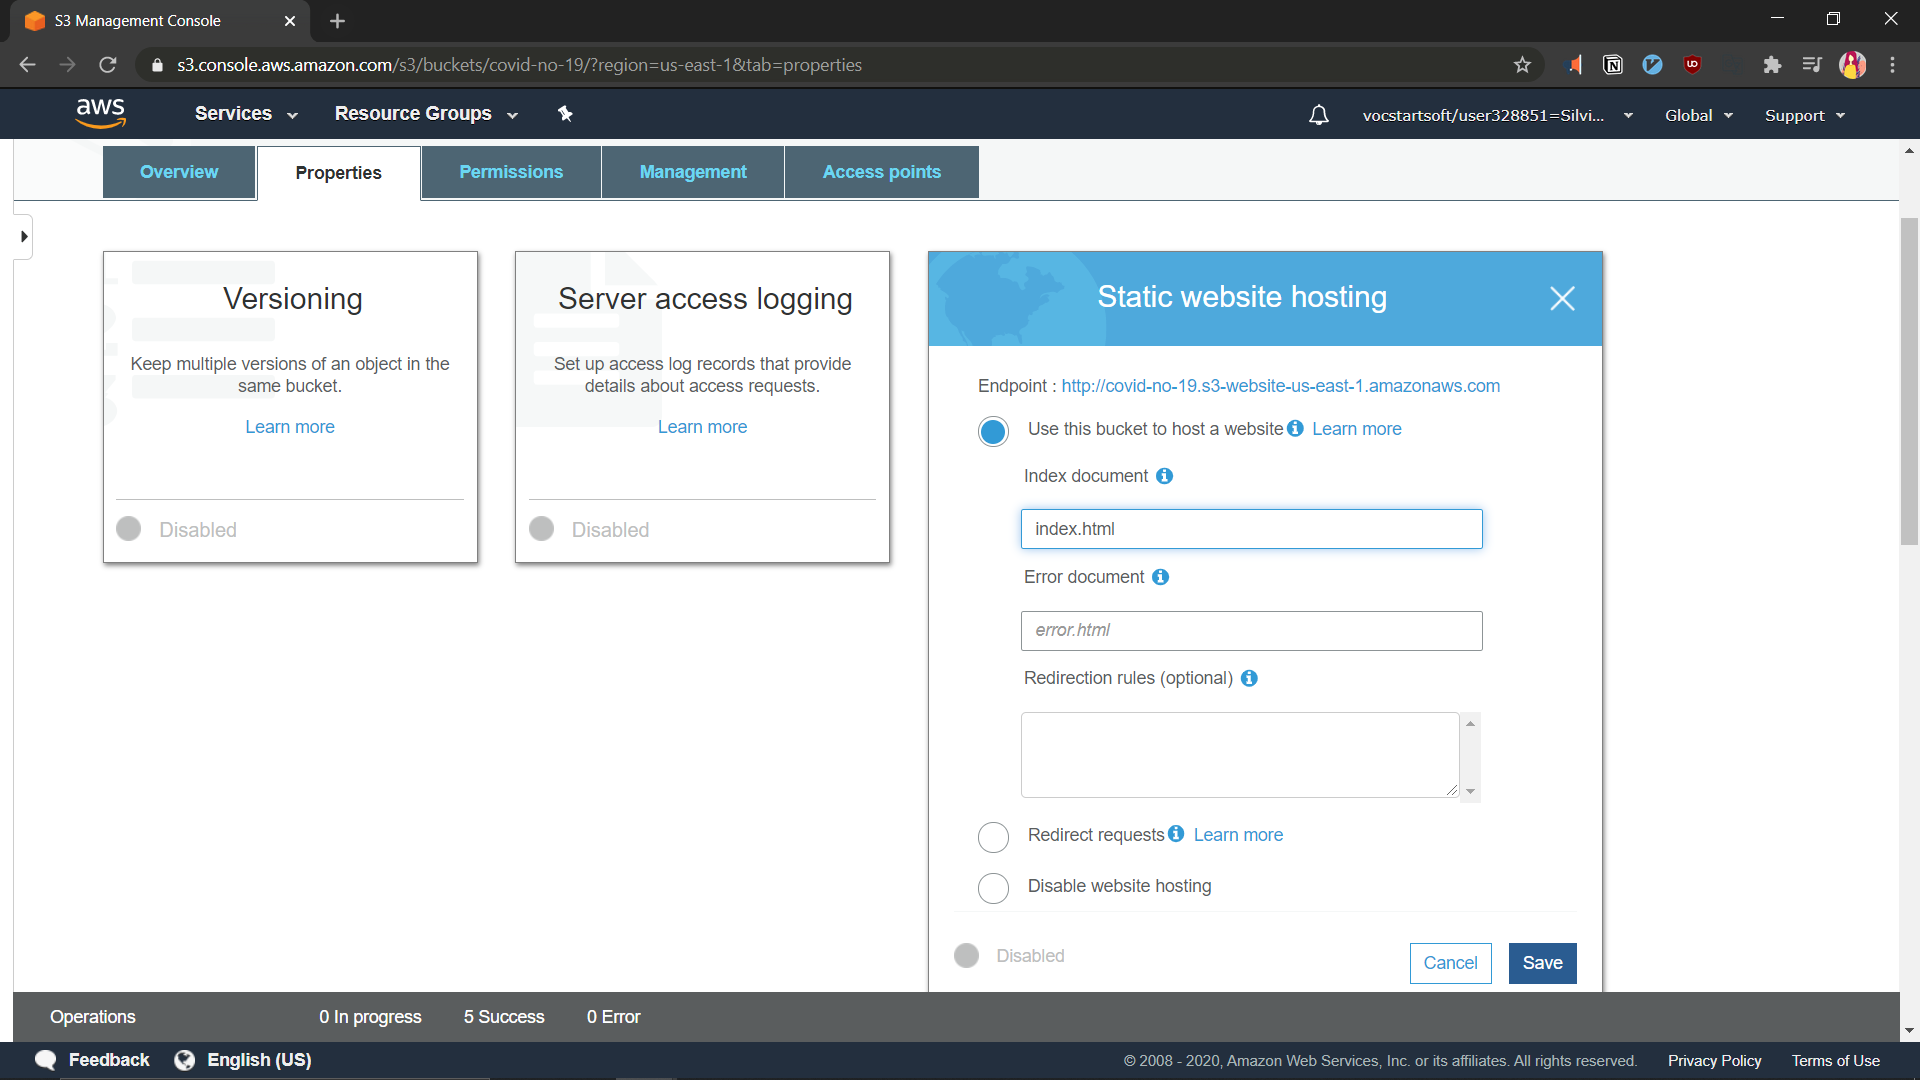 S3 Management Console
s3.console.aws.amazon.com/s3/buckets/covid-no-19/?region=us-east-1&tab=properties
aws
Services
Resource Groups
vocstartsoft/user328851=Silvi...
Global
Support
Overview
Properties
Permissions
Management
Access points
Versioning
Keep multiple versions of an object in the
same bucket.
Learn more
Disabled
Server access logging
Set up access log records that provide
details about access requests.
Learn more
Disabled
Static website hosting
Endpoint : http://covid-no-19.s3-website-us-east-1.amazonaws.com
Use this bucket to host a website Learn more
Index document
index.html
Error document
error.html
Redirection rules (optional)
Redirect requests Learn more
Disable website hosting
Disabled
Cancel
Save
Operations
0 In progress
5 Success
0 Error
Feedback
English (US)
© 2008 - 2020, Amazon Web Services, Inc. or its affiliates. All rights reserved.
Privacy Policy
Terms of Use